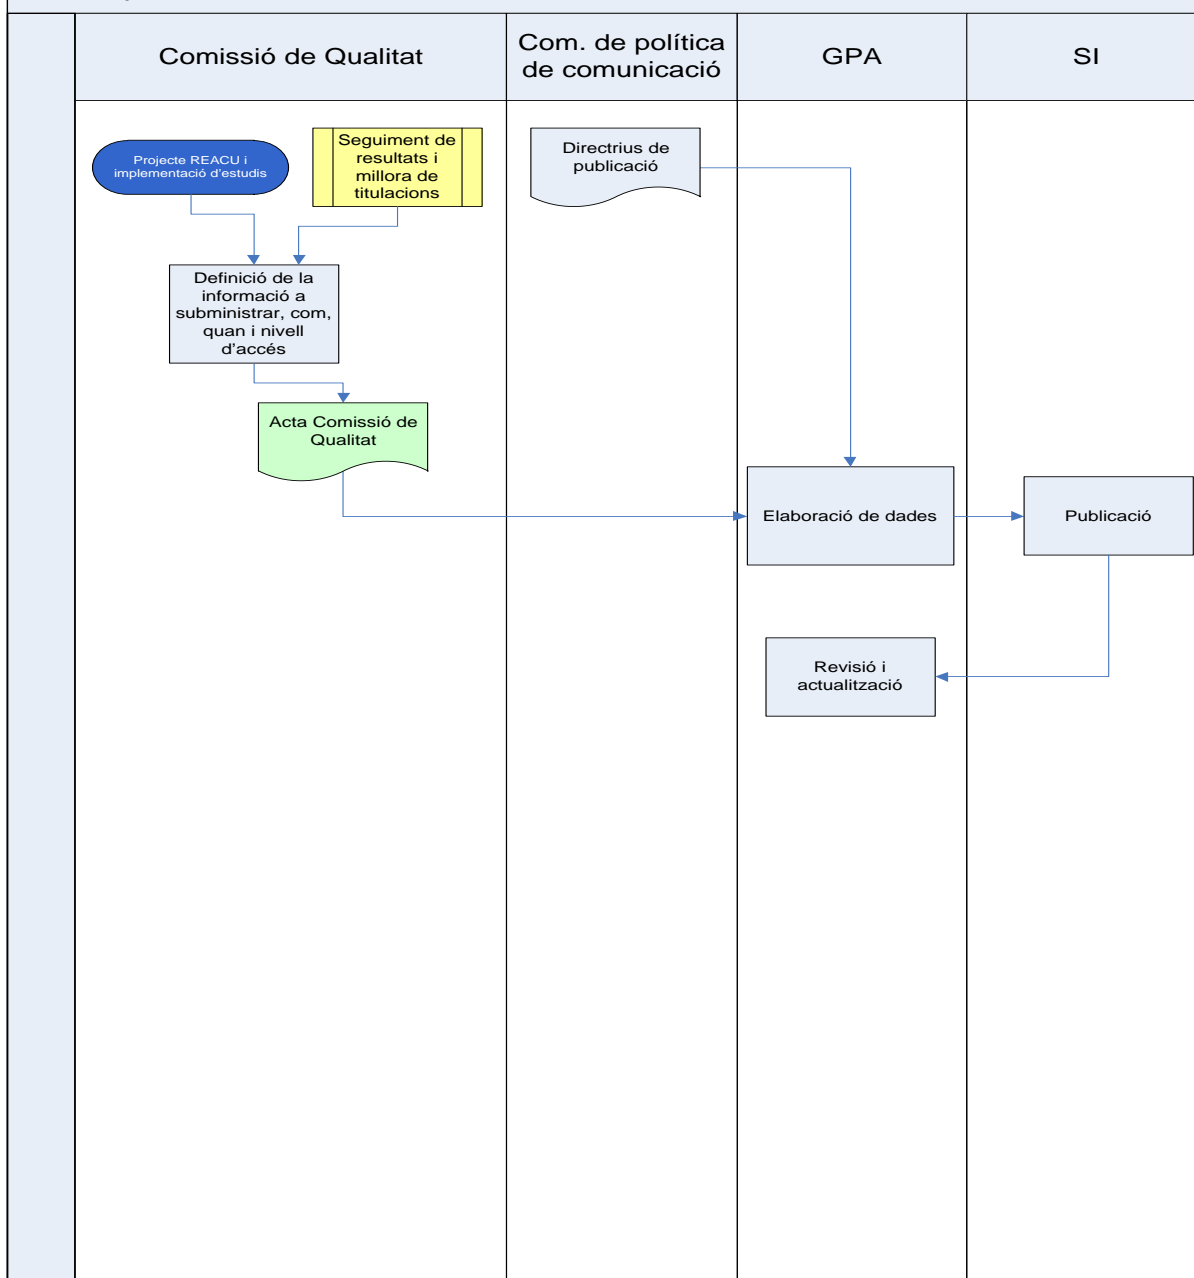 Comissió de Qualitat
Com. de política
de comunicació
GPA
SI
Projecte REACU i
implementació d'estudis
Seguiment de
resultats i
millora de
titulacions
Directrius de
publicació
Definició de la
informació a
subministrar, com,
quan i nivell
d'accés
Acta Comissió de
Qualitat
Elaboració de dades
Publicació
Revisió i
actualització